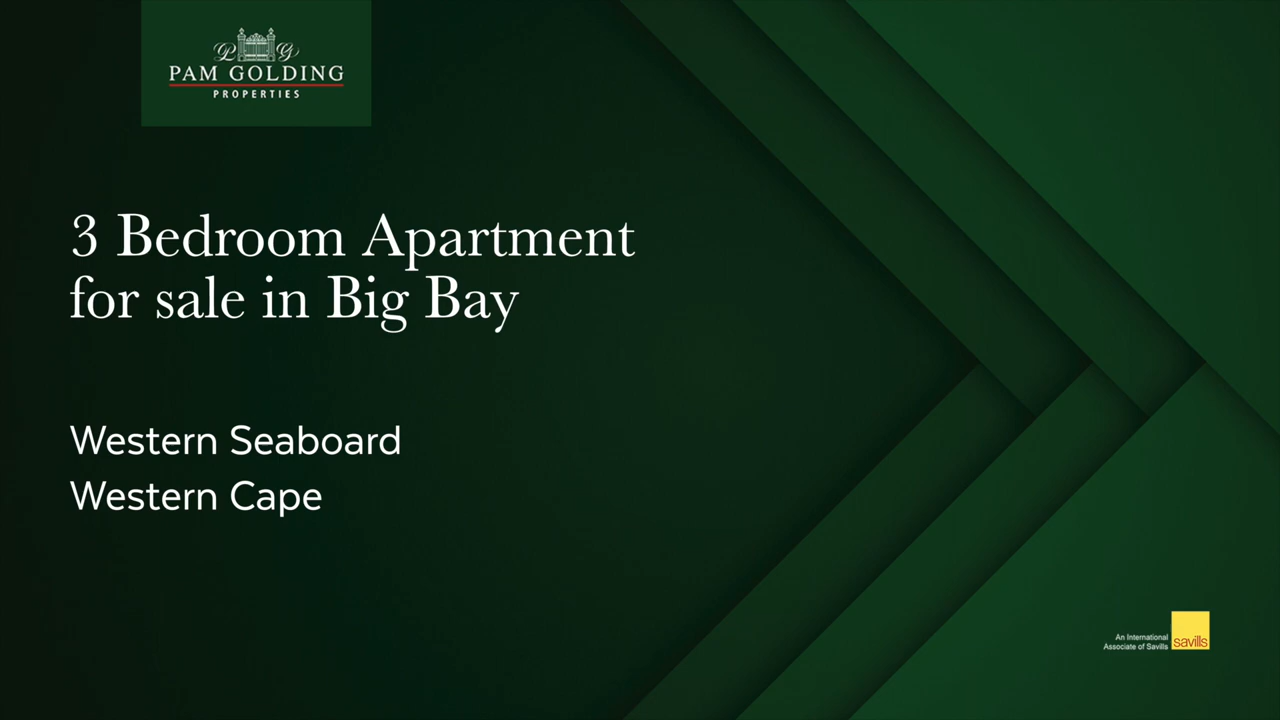 P G
PAM GOLDING
PROPERTIES
3 Bedroom Apartment
for sale in Big Bay
Western Seaboard
Western Cape
An International
Associate of Savills
savills